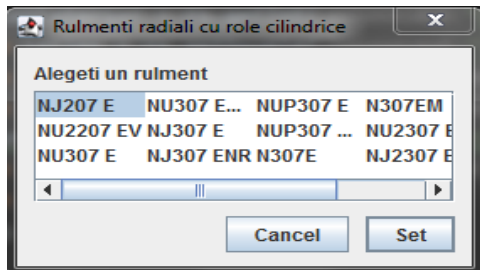 Rulmenti radiali cu role cilindrice
Alegeti un rulment
NJ207 E NU307 E... NUP307 E N307EM
NU2207 EV NJ307 E NUP307 ... NU2307 E
NU307 E NJ307 ENR N307E NJ2307 E
Cancel Set